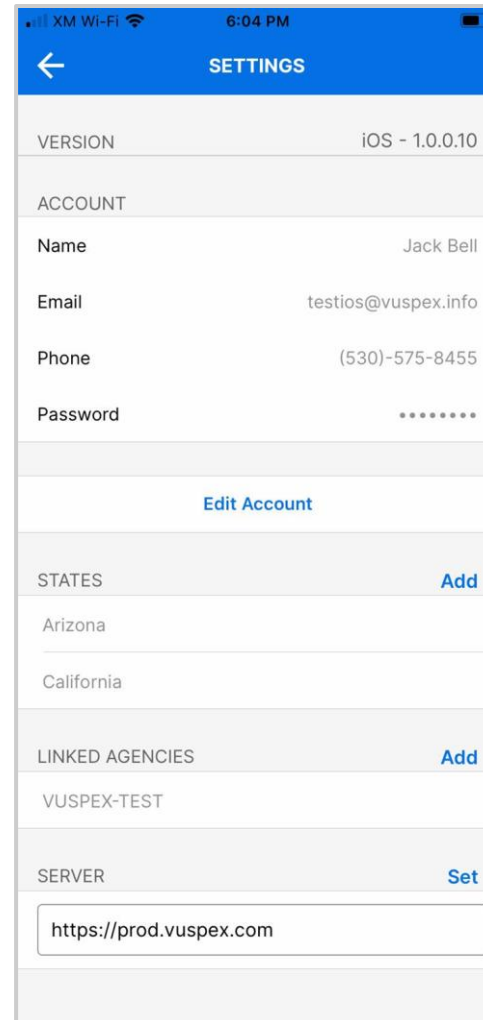 XM Wi-Fi 6:04 PM
SETTINGS
VERSION iOS - 1.0.0.10
ACCOUNT
Name Jack Bell
Email testios@vuspex.info
Phone (530)-575-8455
Password ••••••••
Edit Account
STATES Add
Arizona
California
LINKED AGENCIES Add
VUSPEX-TEST
SERVER Set
https://prod.vuspex.com